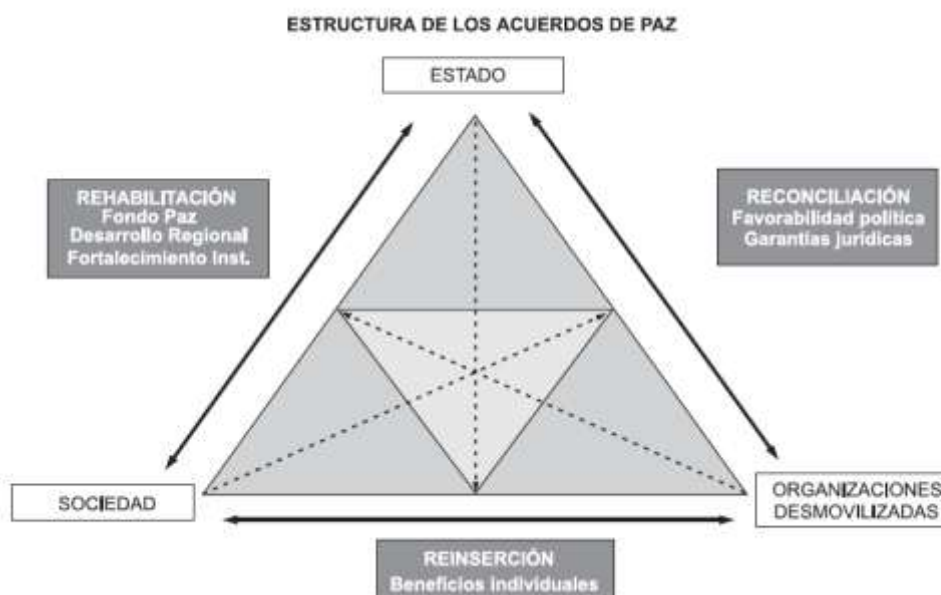 ESTRUCTURA DE LOS ACUERDOS DE PAZ
ESTADO
REHABILITACIÓN
Fondo Paz
Desarrollo Regional
Fortalecimiento Inst.
RECONCILIACIÓN
Favorabilidad política
Garantías jurídicas
SOCIEDAD
ORGANIZACIONES
DESMOVILIZADAS
REINSERCIÓN
Beneficios individuales